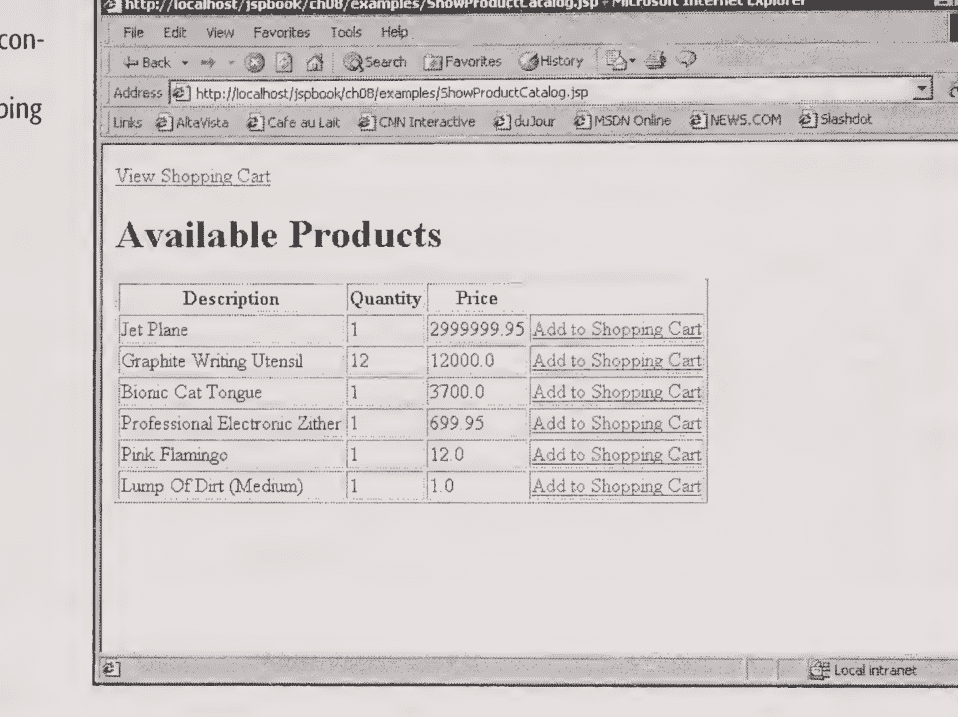 con-
ping
http://localhost/jspbook/ch08/examples/ShowProductCatalog.jsp - Microsoft Internet Explorer
File Edit View Favorites Tools Help
Back Search Favorites History
Address http://localhost/jspbook/ch08/examples/ShowProductCatalog.jsp
Links AltaVista Cafe au Lait CNN Interactive du Jour MSDN Online NEWS.COM Slashdot
View Shopping Cart
Available Products
Description Quantity Price
Jet Plane 1 2999999.95 Add to Shopping Cart
Graphite Writing Utensil 12 12000.0 Add to Shopping Cart
Bionic Cat Tongue 1 3700.0 Add to Shopping Cart
Professional Electronic Zither 1 699.95 Add to Shopping Cart
Pink Flamingo 1 12.0 Add to Shopping Cart
Lump Of Dirt (Medium) 1 1.0 Add to Shopping Cart
Local intranet